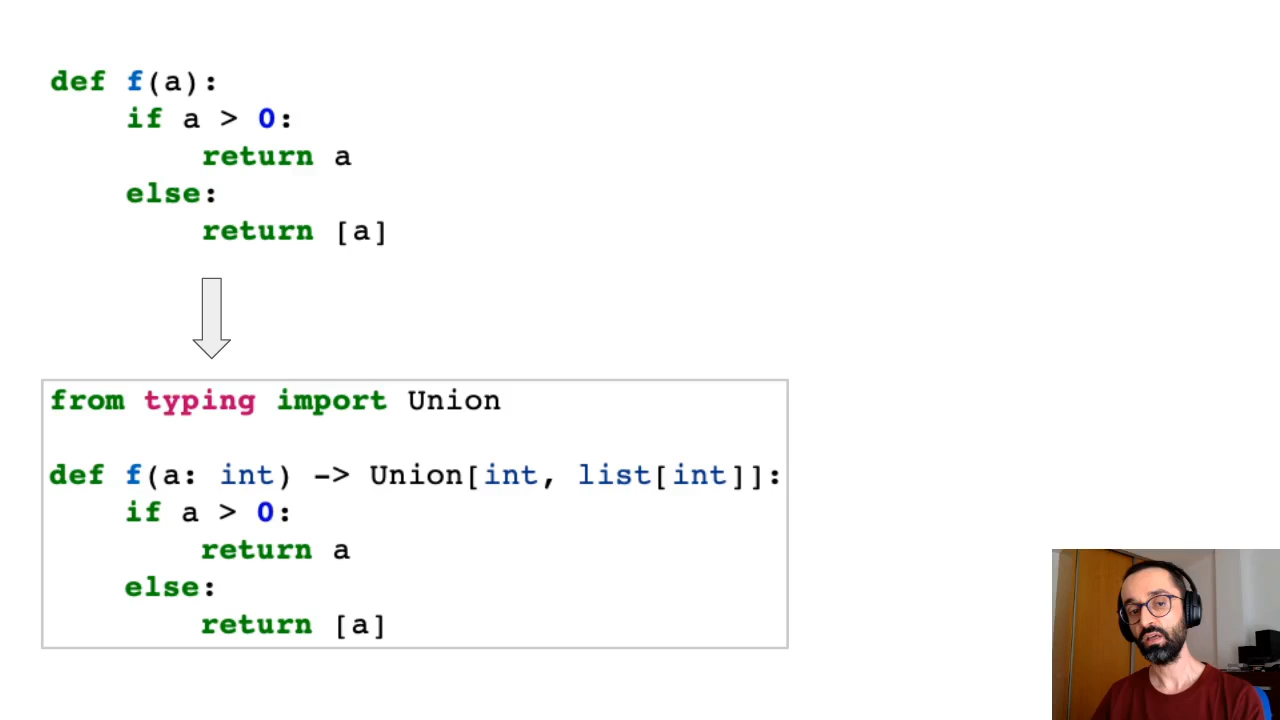 def f(a):
    if a > 0:
        return a
    else:
        return [a]
from typing import Union
def f(a: int) -> Union[int, list[int]]:
    if a > 0:
        return a
    else:
        return [a]